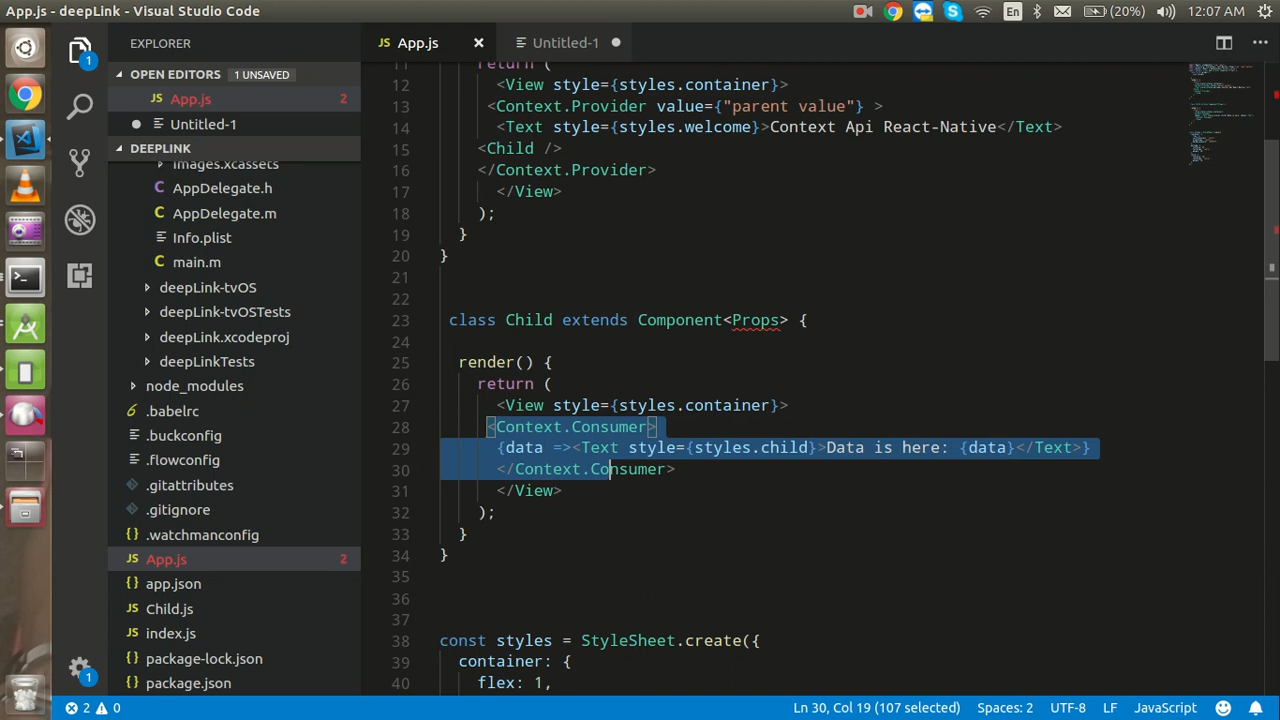 App.js - deepLink - Visual Studio Code
En
(20%)
12:07 AM
EXPLORER
OPEN EDITORS 1 UNSAVED
App.js 2
Untitled-1
DEEPLINK
Images.xcassets
AppDelegate.h
AppDelegate.m
Info.plist
main.m
deepLink-tvOS
deepLink-tvOSTests
deepLink.xcodeproj
deepLinkTests
node_modules
.babelrc
.buckconfig
.flowconfig
.gitattributes
.gitignore
.watchmanconfig
App.js 2
app.json
Child.js
index.js
package-lock.json
package.json
App.js
Untitled-1
11 return (
12 <View style={styles.container}>
13 <Context.Provider value={"parent value"} >
14 <Text style={styles.welcome}>Context Api React-Native</Text>
15 <Child />
16 </Context.Provider>
17 </View>
18 );
19 }
20 }
21
22
23 class Child extends Component<Props> {
24
25 render() {
26 return (
27 <View style={styles.container}>
28 <Context.Consumer>
29 {data =><Text style={styles.child}>Data is here: {data}</Text>}
30 </Context.Consumer>
31 </View>
32 );
33 }
34 }
35
36
37
38 const styles = StyleSheet.create({
39 container: {
40 flex: 1,
1
1
2 0
Ln 30, Col 19 (107 selected)
Spaces: 2
UTF-8
LF
JavaScript